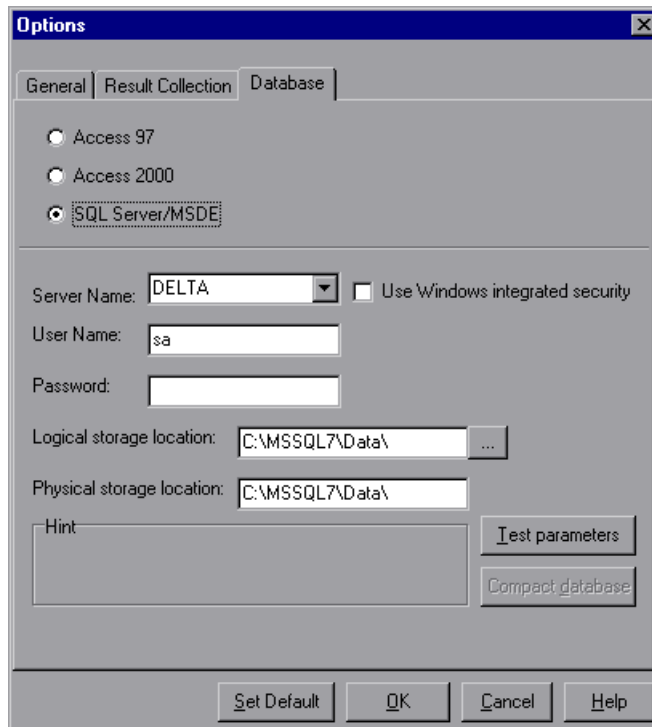 Options
General Result Collection Database
Access 97
Access 2000
SQL Server/MSDE
Server Name: DELTA Use Windows integrated security
User Name: sa
Password:
Logical storage location: C:\MSSQL7\Data\ ...
Physical storage location: C:\MSSQL7\Data\
Hint
Test parameters
Compact database
Set Default OK Cancel Help